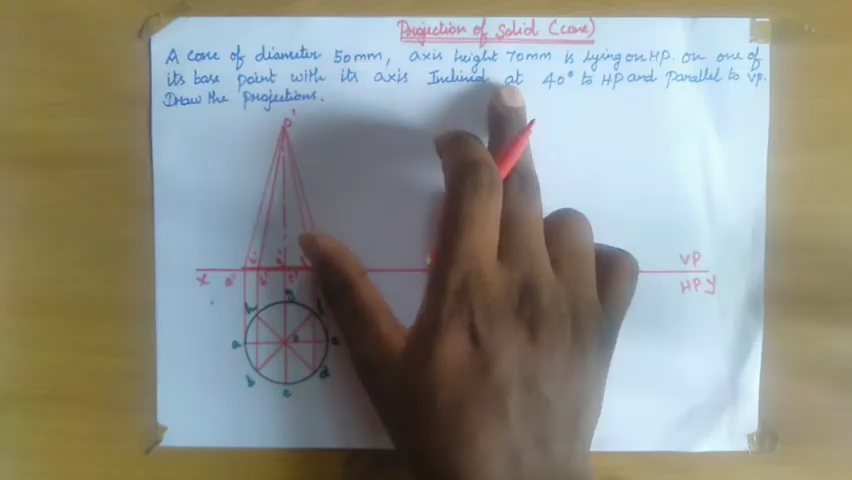 Projection of Solid (cone)
A Cone of diameter 50mm, axis height 70mm is lying on HP. on one of
its base point with its axis Inclined at 40° to HP and parallel to VP.
Draw the projections.
o'
VP
x a' b' c'
HP y
a
b
c
d